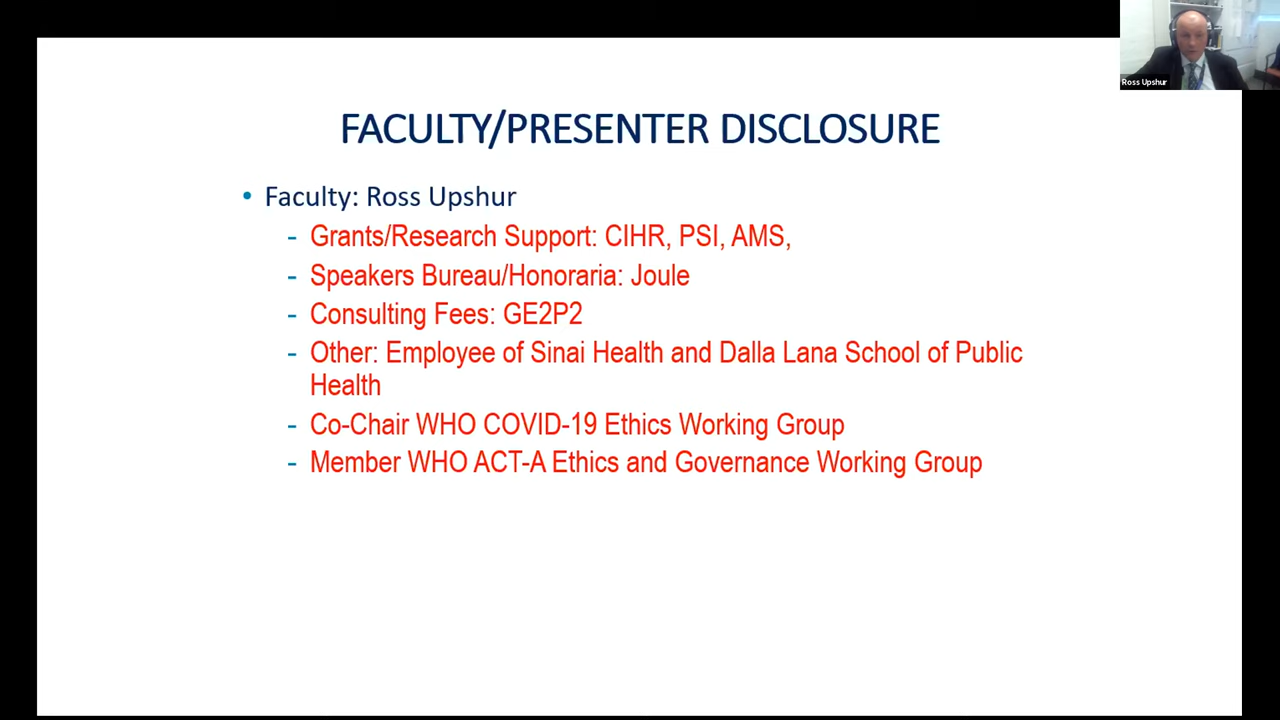 Ross Upshur
FACULTY/PRESENTER DISCLOSURE
• Faculty: Ross Upshur
- Grants/Research Support: CIHR, PSI, AMS,
- Speakers Bureau/Honoraria: Joule
- Consulting Fees: GE2P2
- Other: Employee of Sinai Health and Dalla Lana School of Public
Health
- Co-Chair WHO COVID-19 Ethics Working Group
- Member WHO ACT-A Ethics and Governance Working Group